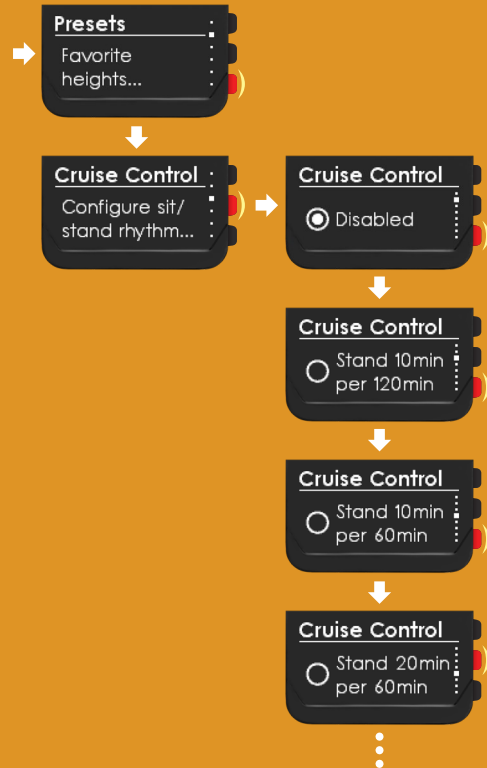 Presets
Favorite
heights...
Cruise Control
Configure sit/
stand rhythm...
Cruise Control
Disabled
Cruise Control
Stand 10min
per 120min
Cruise Control
Stand 10min
per 60min
Cruise Control
Stand 20min
per 60min